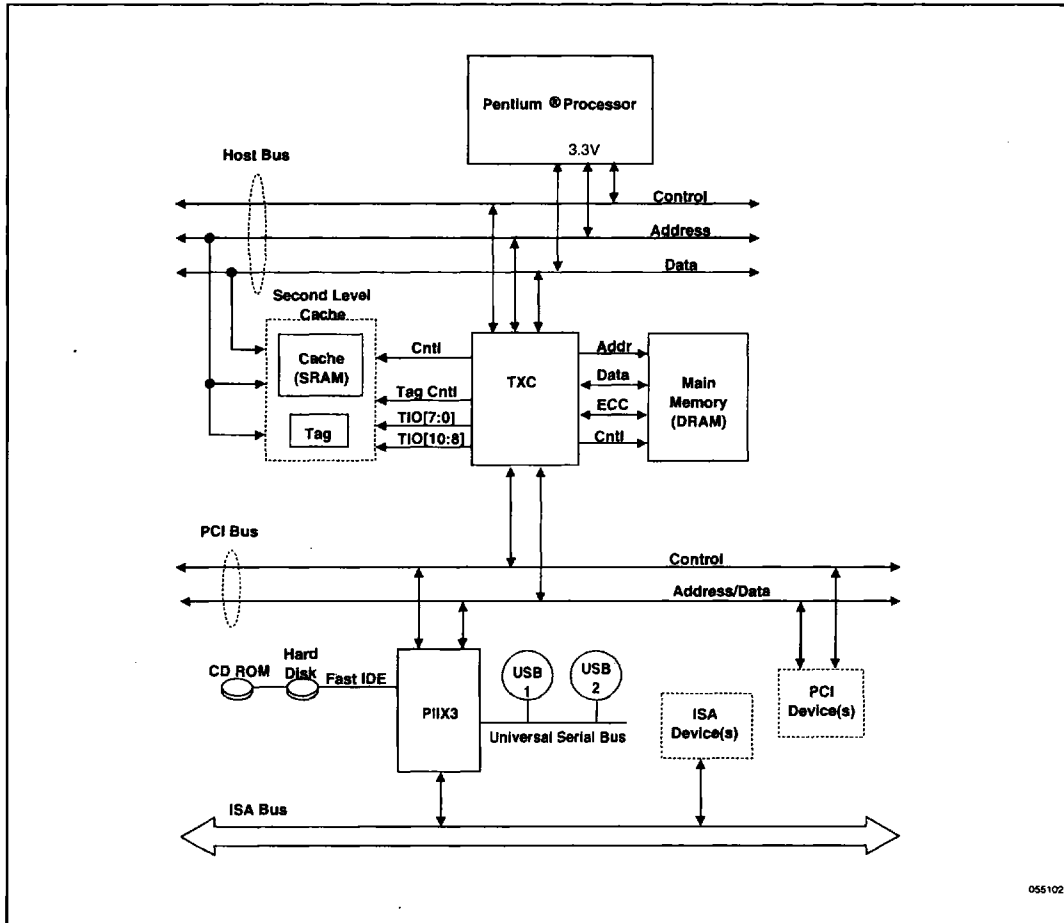 Pentium ® Processor
3.3V
Host Bus
Control
Address
Data
Second Level
Cache
Cache
(SRAM)
Tag
Cntl
Tag Cntl
TIO[7:0]
TIO[10:8]
TXC
Addr
Data
ECC
Cntl
Main
Memory
(DRAM)
PCI Bus
Control
Address/Data
CD ROM
Hard
Disk
Fast IDE
PIIX3
USB
1
USB
2
Universal Serial Bus
ISA
Device(s)
PCI
Device(s)
ISA Bus
055102